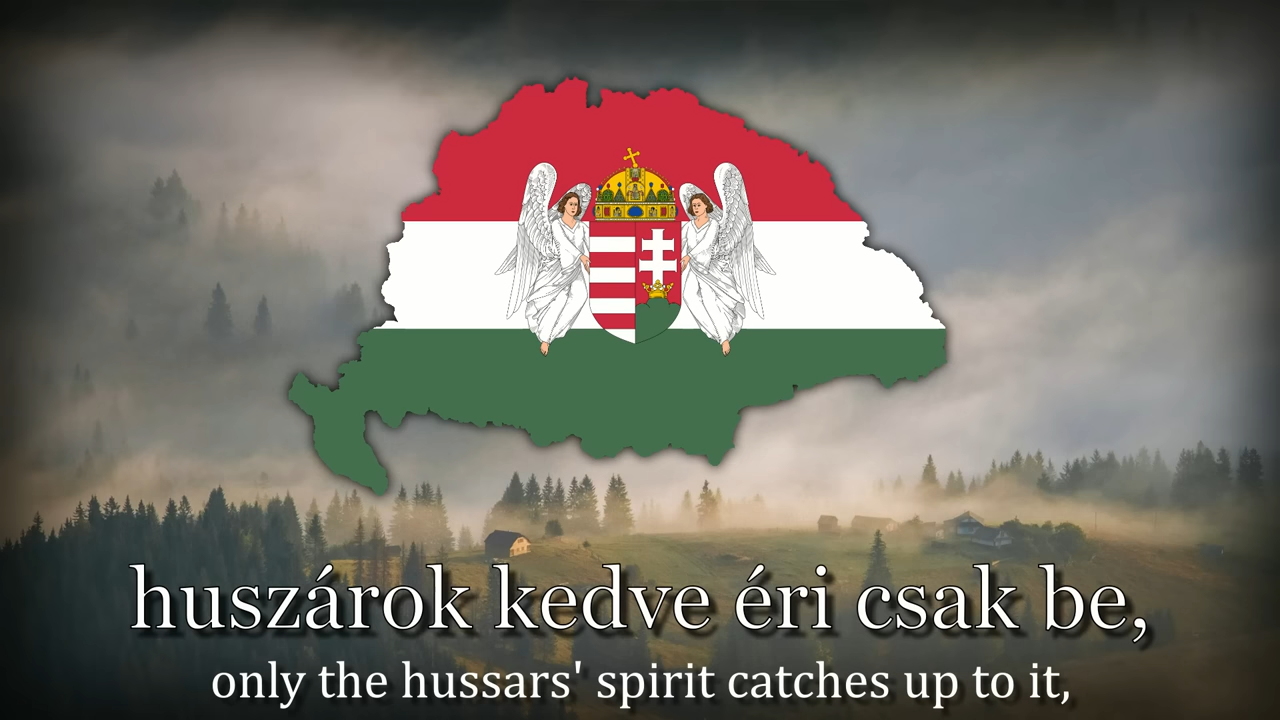 huszárok kedve éri csak be,
only the hussars' spirit catches up to it,